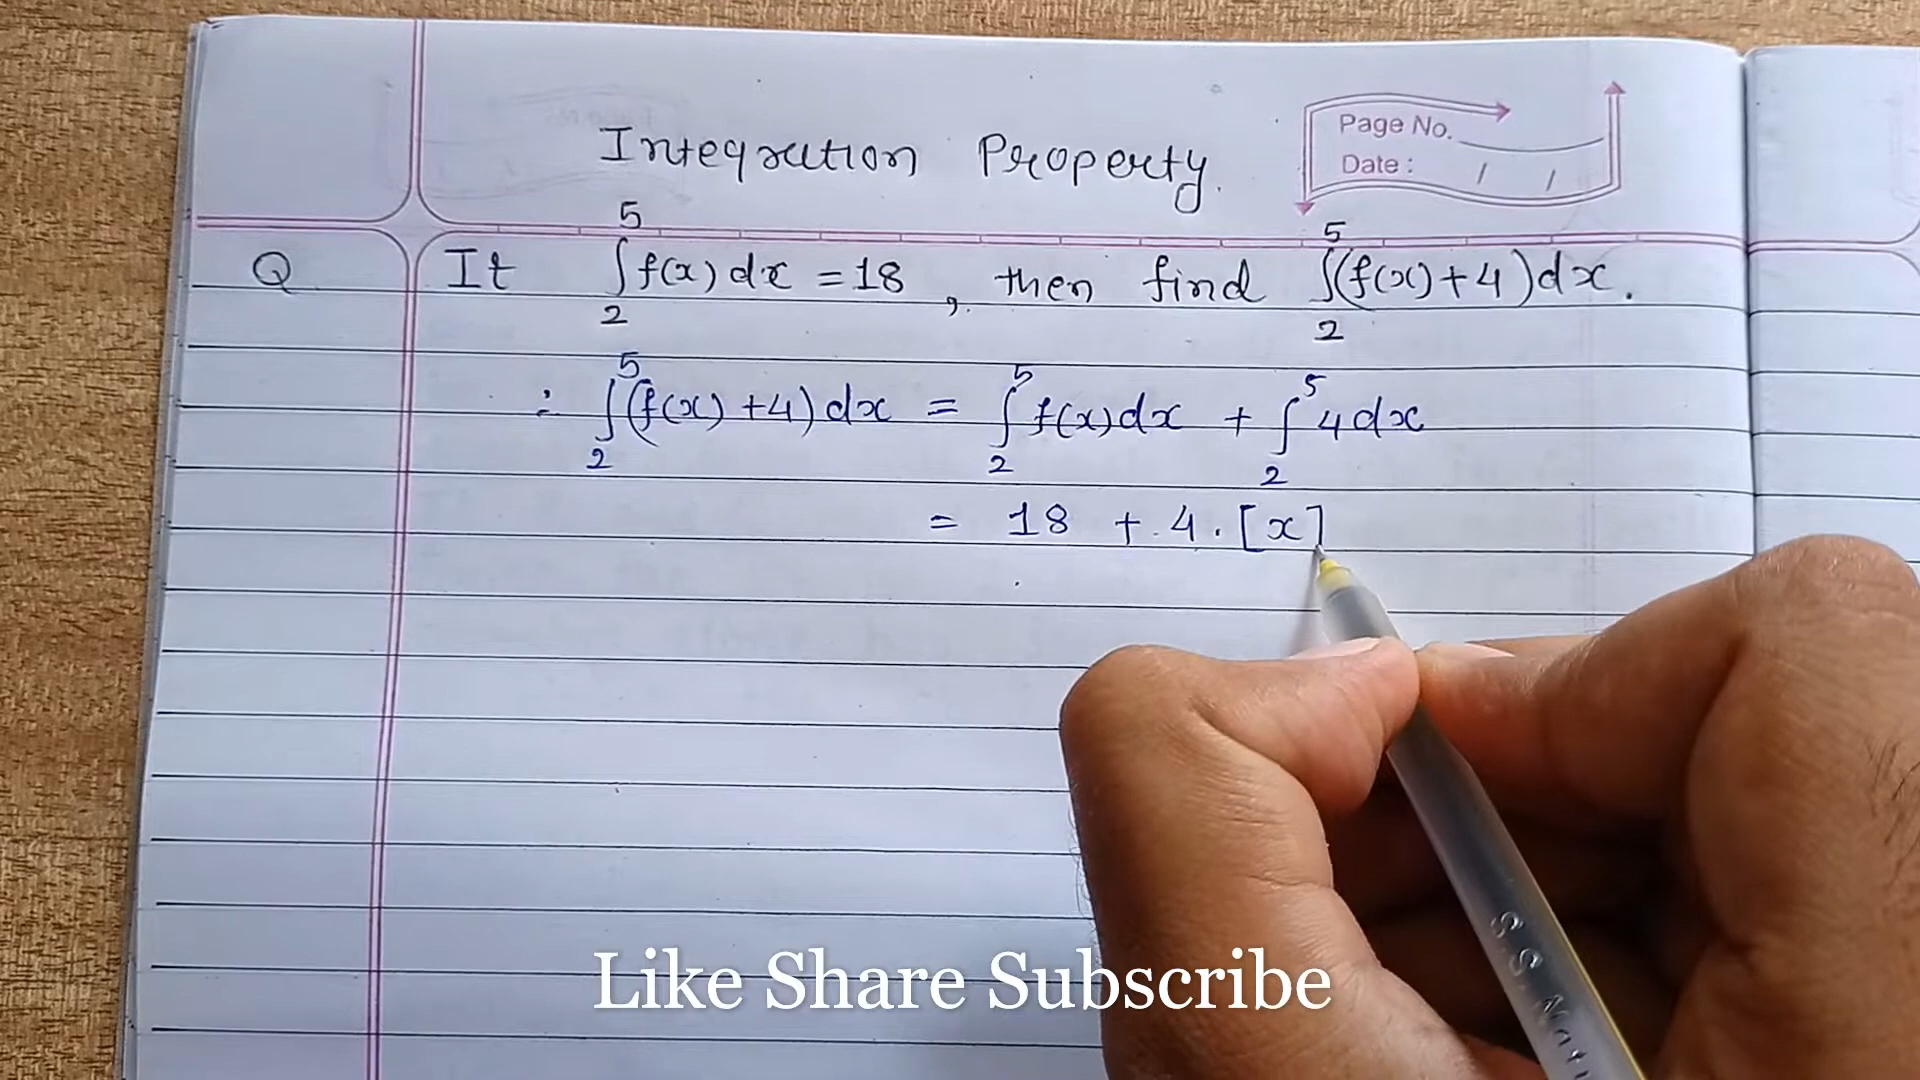 Integration Property.
Page No.
Date : / /
Q If ∫₂⁵ f(x) dx = 18 , then find ∫₂⁵ (f(x) + 4) dx .
∴ ∫₂⁵ (f(x) + 4) dx = ∫₂⁵ f(x) dx + ∫₂⁵ 4 dx
= 18 + 4 . [x]
Like Share Subscribe